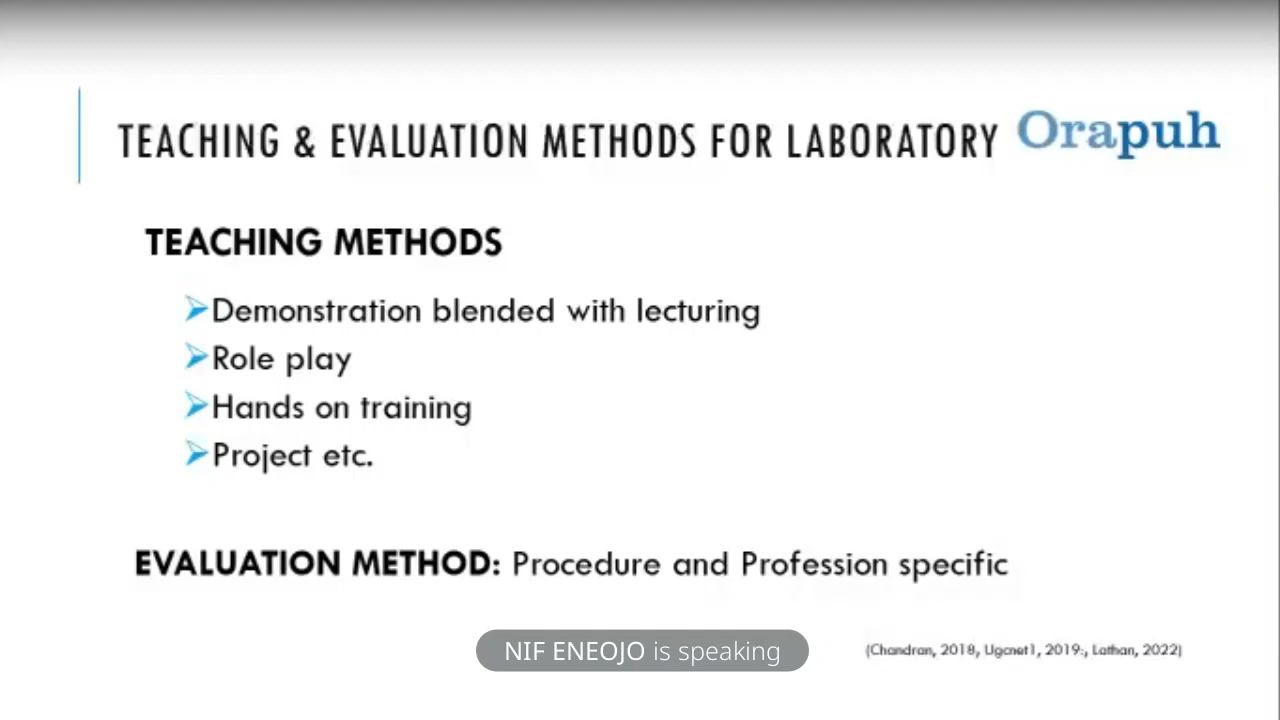 TEACHING & EVALUATION METHODS FOR LABORATORY Orapuh
TEACHING METHODS
➢Demonstration blended with lecturing
➢Role play
➢Hands on training
➢Project etc.
EVALUATION METHOD: Procedure and Profession specific
NIF ENEOJO is speaking
(Chandran, 2018, Ugcnet1, 2019:, Lathan, 2022)